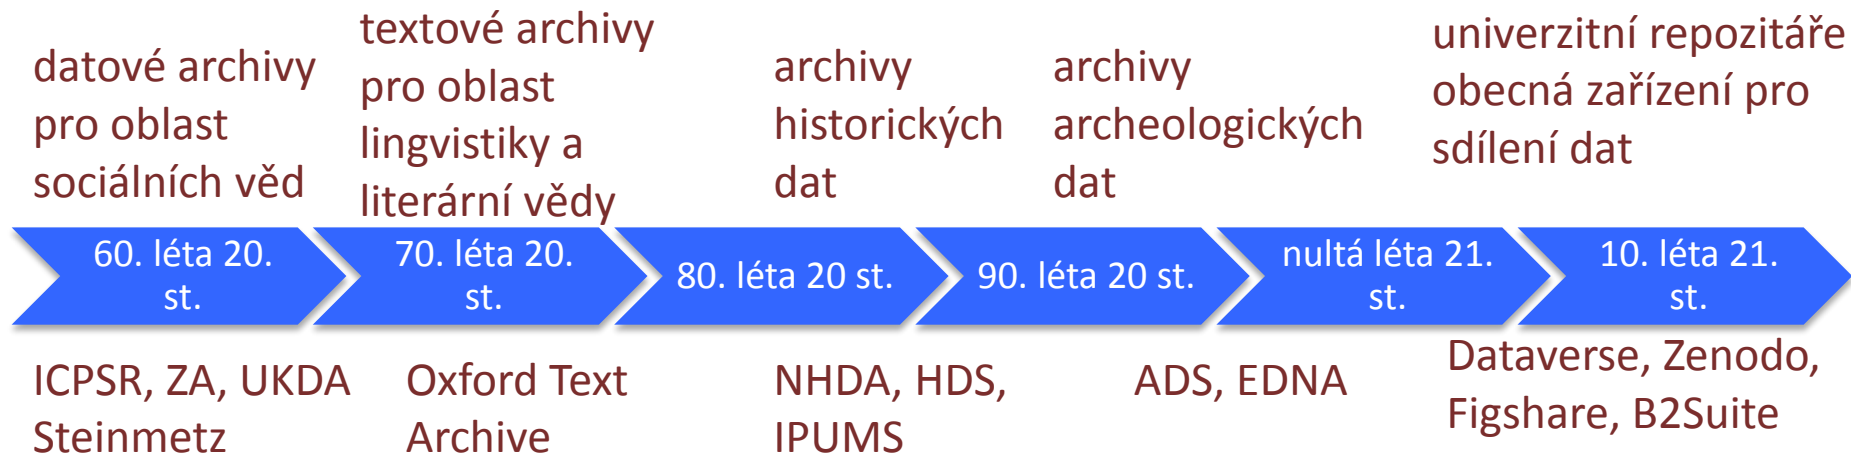 datové archivy
pro oblast
sociálních věd
textové archivy
pro oblast
lingvistiky a
literární vědy
archivy
historických
dat
archivy
archeologických
dat
univerzitní repozitáře
obecná zařízení pro
sdílení dat
60. léta 20.
st.
70. léta 20.
st.
80. léta 20 st.
90. léta 20 st.
nultá léta 21.
st.
10. léta 21.
st.
ICPSR, ZA, UKDA
Steinmetz
Oxford Text
Archive
NHDA, HDS,
IPUMS
ADS, EDNA
Dataverse, Zenodo,
Figshare, B2Suite